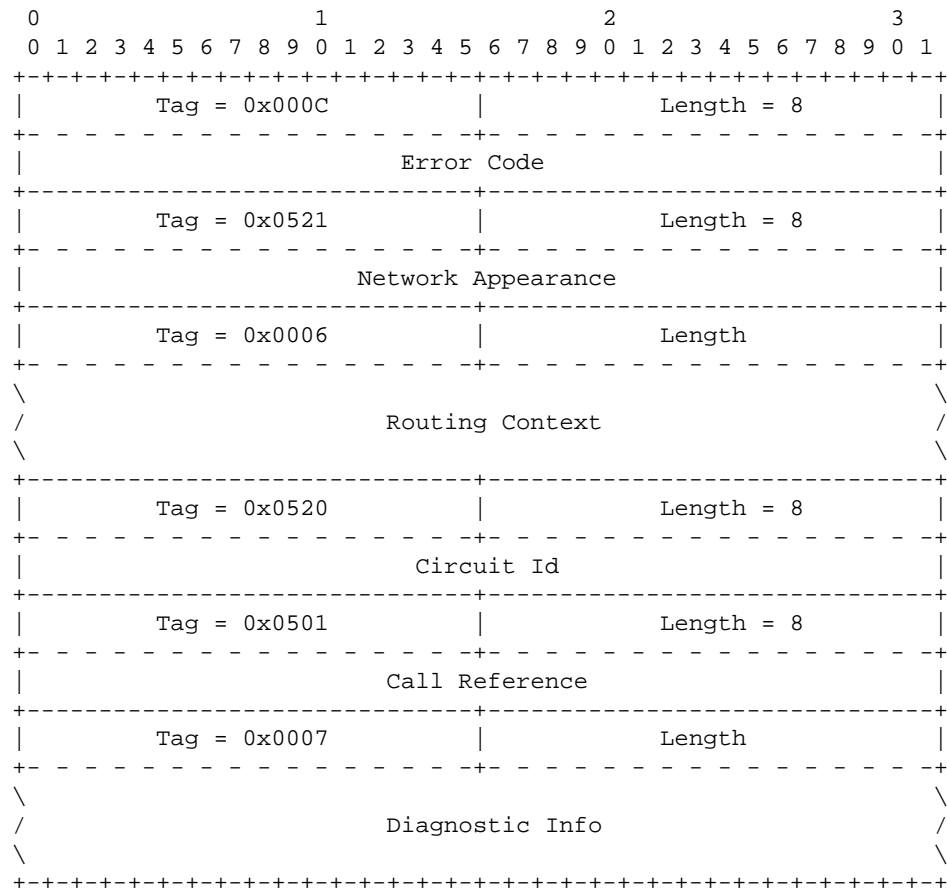 0                   1                   2                   3
 0 1 2 3 4 5 6 7 8 9 0 1 2 3 4 5 6 7 8 9 0 1 2 3 4 5 6 7 8 9 0 1
+-+-+-+-+-+-+-+-+-+-+-+-+-+-+-+-+-+-+-+-+-+-+-+-+-+-+-+-+-+-+-+-+
|         Tag = 0x000C          |            Length = 8         |
+- - - - - - - - - - - - - - - -+- - - - - - - - - - - - - - - -+
|                          Error Code                           |
+-------------------------------+-------------------------------+
|         Tag = 0x0521          |            Length = 8         |
+- - - - - - - - - - - - - - - -+- - - - - - - - - - - - - - - -+
|                       Network Appearance                      |
+-------------------------------+-------------------------------+
|         Tag = 0x0006          |            Length             |
+- - - - - - - - - - - - - - - -+- - - - - - - - - - - - - - - -+
\                                                               \
/                         Routing Context                       /
\                                                               \
+-------------------------------+-------------------------------+
|         Tag = 0x0520          |            Length = 8         |
+- - - - - - - - - - - - - - - -+- - - - - - - - - - - - - - - -+
|                           Circuit Id                          |
+-------------------------------+-------------------------------+
|         Tag = 0x0501          |            Length = 8         |
+- - - - - - - - - - - - - - - -+- - - - - - - - - - - - - - - -+
|                         Call Reference                        |
+-------------------------------+-------------------------------+
|         Tag = 0x0007          |            Length             |
+- - - - - - - - - - - - - - - -+- - - - - - - - - - - - - - - -+
\                                                               \
/                         Diagnostic Info                       /
\                                                               \
+-+-+-+-+-+-+-+-+-+-+-+-+-+-+-+-+-+-+-+-+-+-+-+-+-+-+-+-+-+-+-+-+